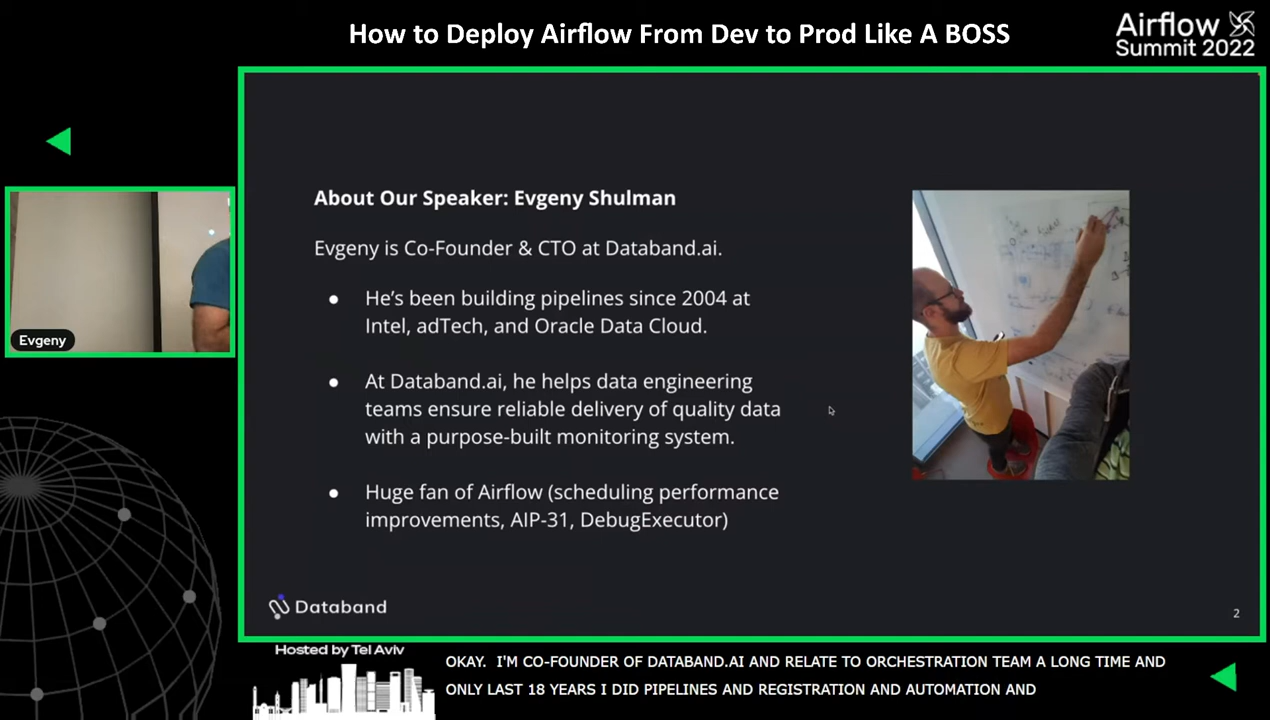 How to Deploy Airflow From Dev to Prod Like A BOSS
Airflow
Summit 2022
About Our Speaker: Evgeny Shulman
Evgeny is Co-Founder & CTO at Databand.ai.
● He's been building pipelines since 2004 at
Intel, adTech, and Oracle Data Cloud.
● At Databand.ai, he helps data engineering
teams ensure reliable delivery of quality data
with a purpose-built monitoring system.
● Huge fan of Airflow (scheduling performance
improvements, AIP-31, DebugExecutor)
Evgeny
Databand
2
Hosted by Tel Aviv
OKAY. I'M CO-FOUNDER OF DATABAND.AI AND RELATE TO ORCHESTRATION TEAM A LONG TIME AND
ONLY LAST 18 YEARS I DID PIPELINES AND REGISTRATION AND AUTOMATION AND